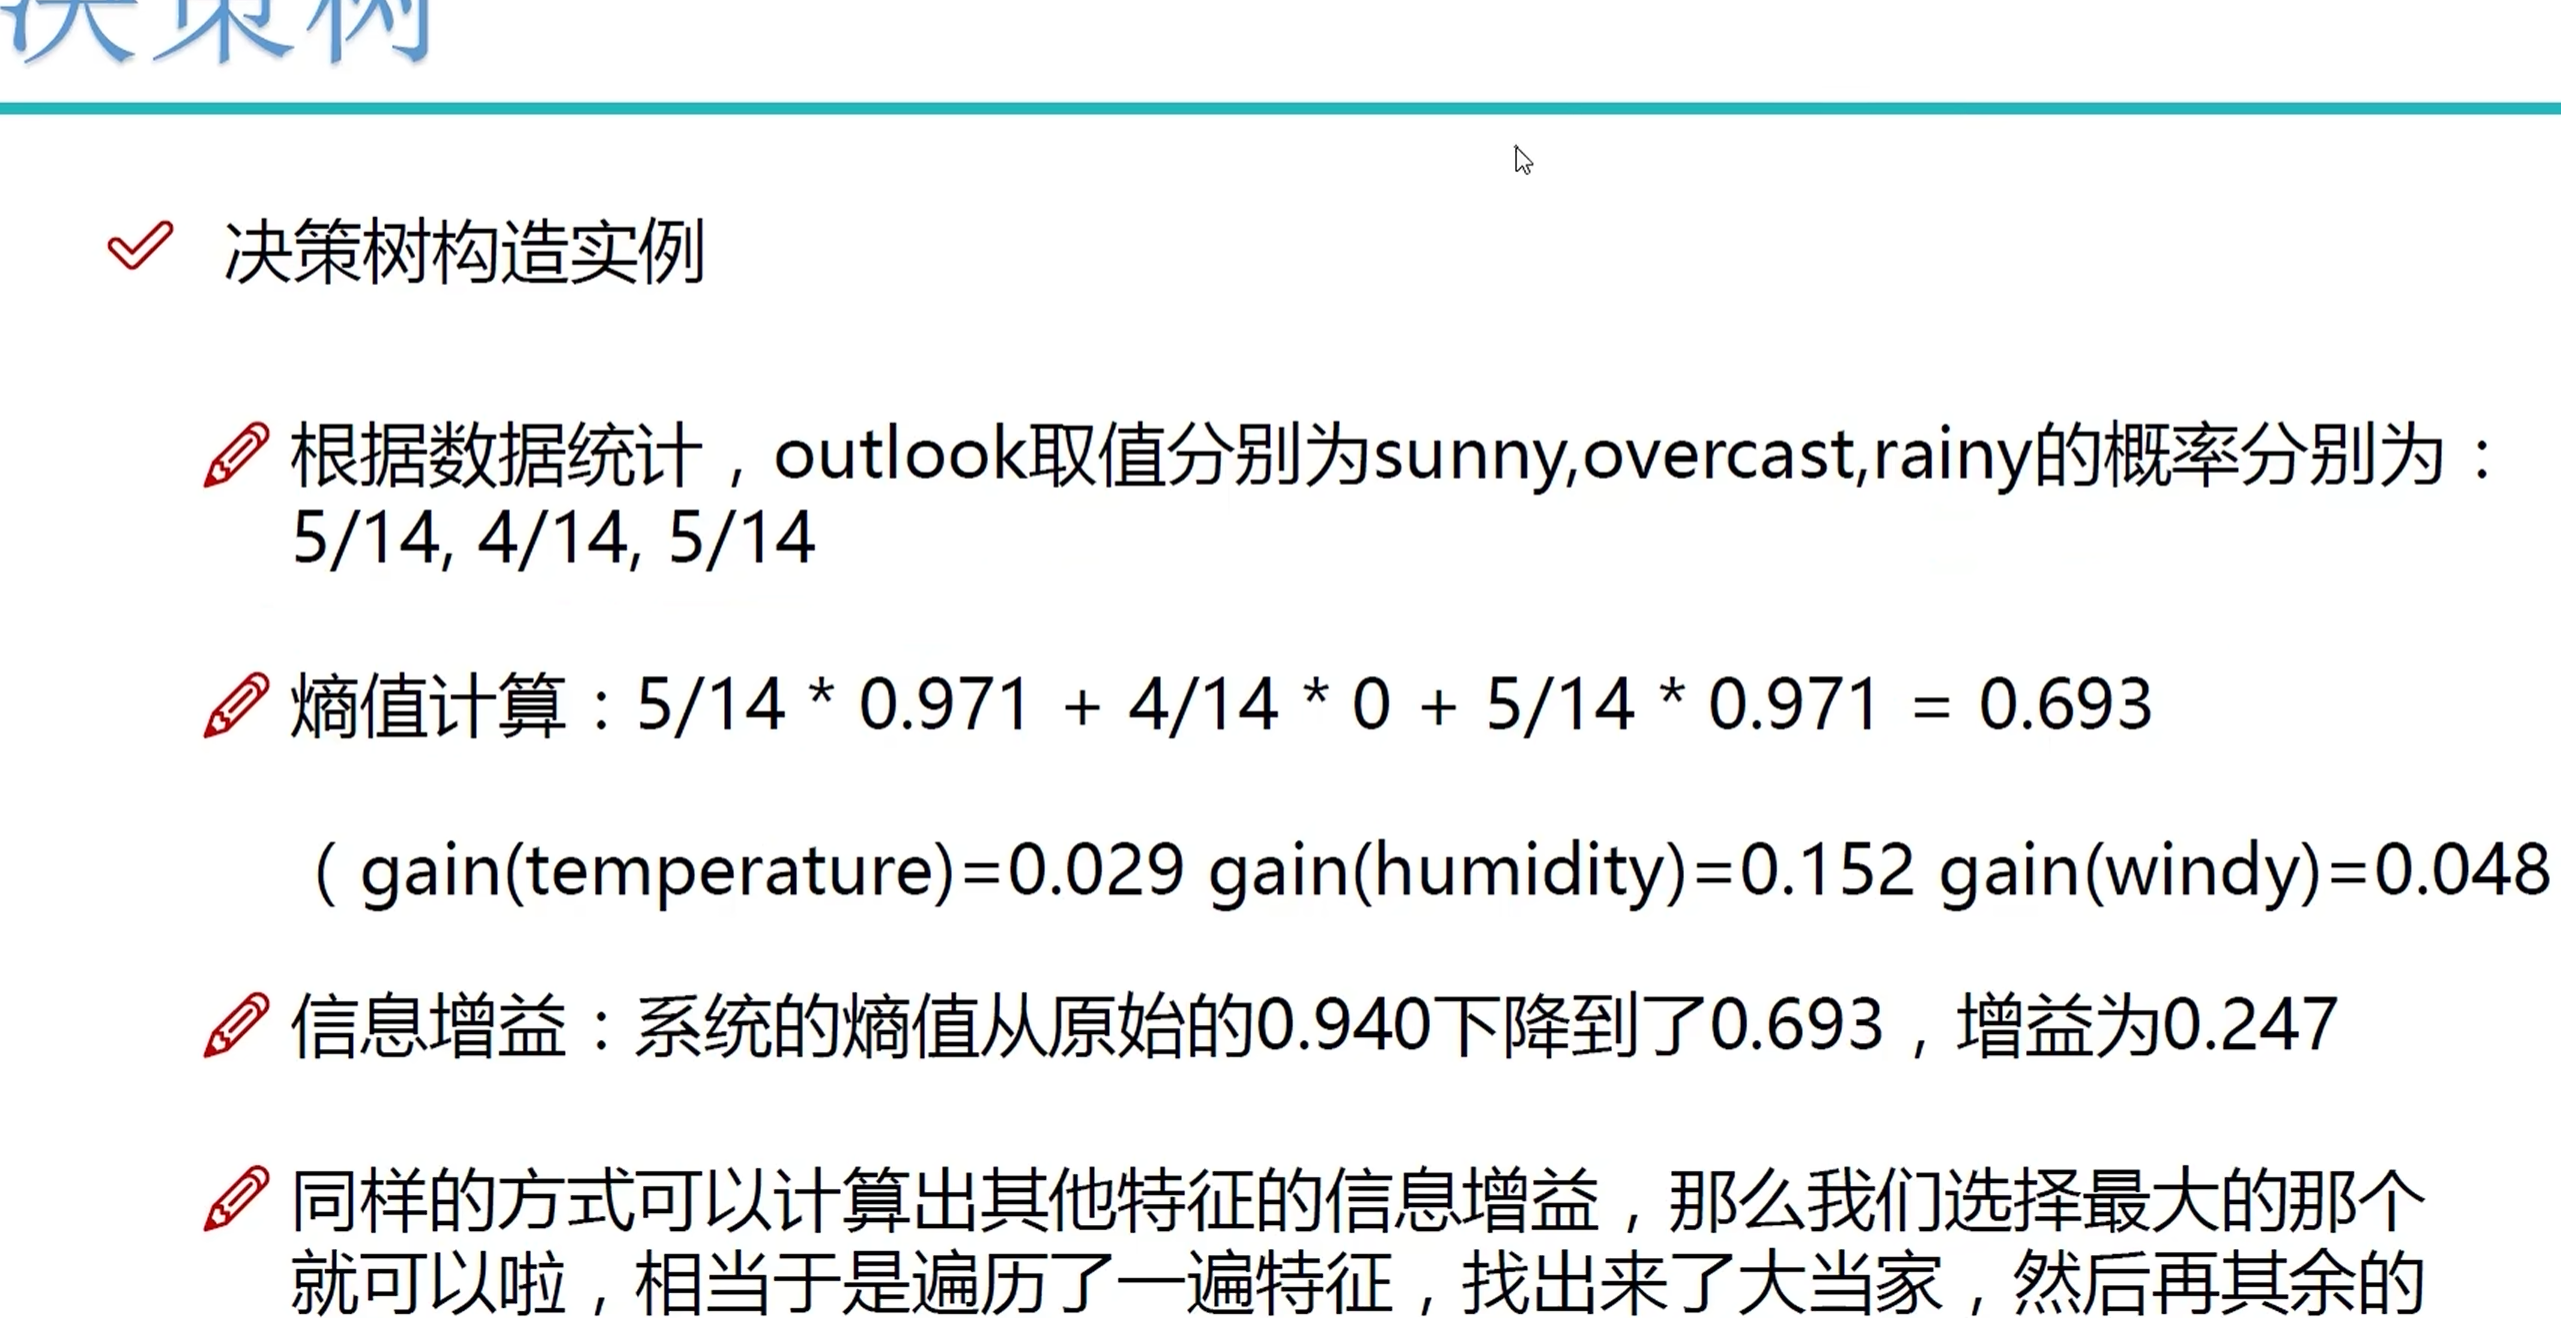 决策树
决策树构造实例
根据数据统计，outlook取值分别为sunny,overcast,rainy的概率分别为：
5/14, 4/14, 5/14
熵值计算：5/14 * 0.971 + 4/14 * 0 + 5/14 * 0.971 = 0.693
（gain(temperature)=0.029 gain(humidity)=0.152 gain(windy)=0.048
信息增益：系统的熵值从原始的0.940下降到了0.693，增益为0.247
同样的方式可以计算出其他特征的信息增益，那么我们选择最大的那个
就可以啦，相当于是遍历了一遍特征，找出来了大当家，然后再其余的